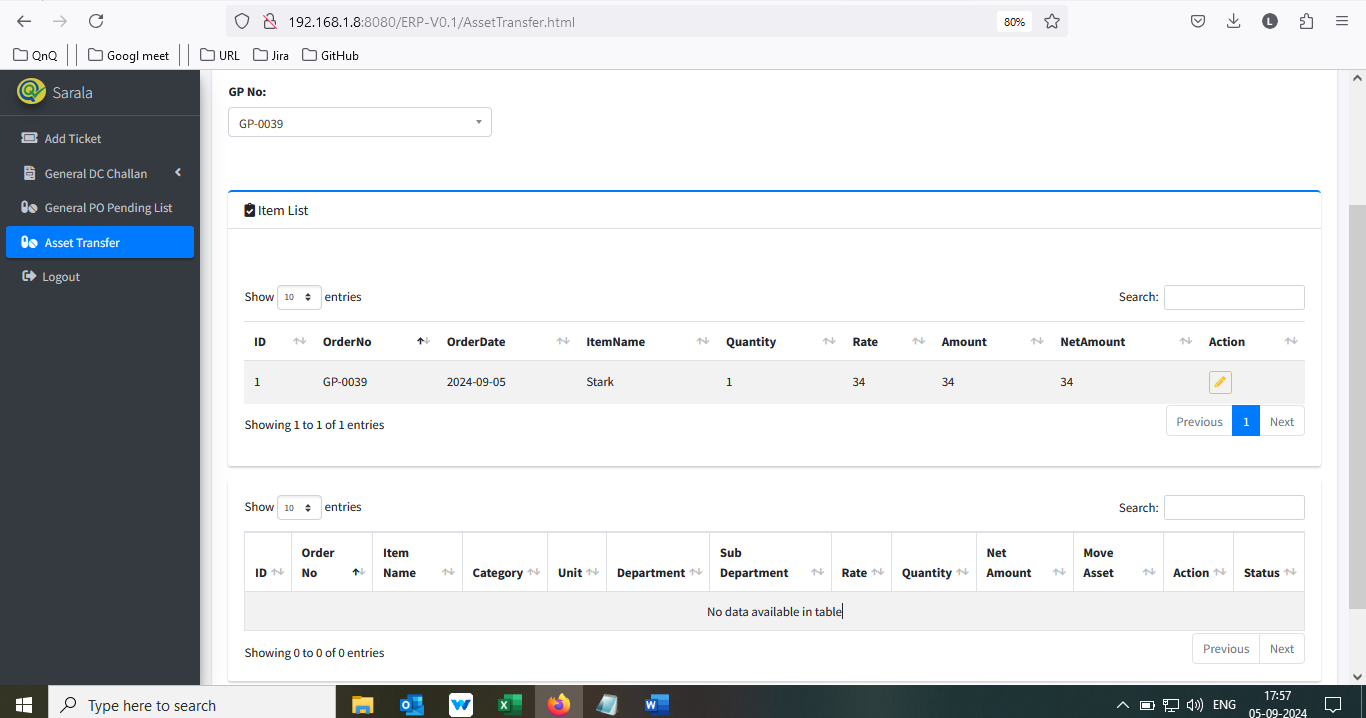 192.168.1.8:8080/ERP-V0.1/AssetTransfer.html
80%
L
QnQ
Googl meet
URL
Jira
GitHub
Sarala
Add Ticket
General DC Challan
General PO Pending List
Asset Transfer
Logout
GP No:
GP-0039
Item List
Show 10 entries
Search:
ID OrderNo OrderDate ItemName Quantity Rate Amount NetAmount Action
1 GP-0039 2024-09-05 Stark 1 34 34 34
Showing 1 to 1 of 1 entries
Previous 1 Next
Show 10 entries
Search:
ID Order No Item Name Category Unit Department Sub Department Rate Quantity Net Amount Move Asset Action Status
No data available in table
Showing 0 to 0 of 0 entries
Previous Next
Type here to search
ENG
17:57
05-09-2024